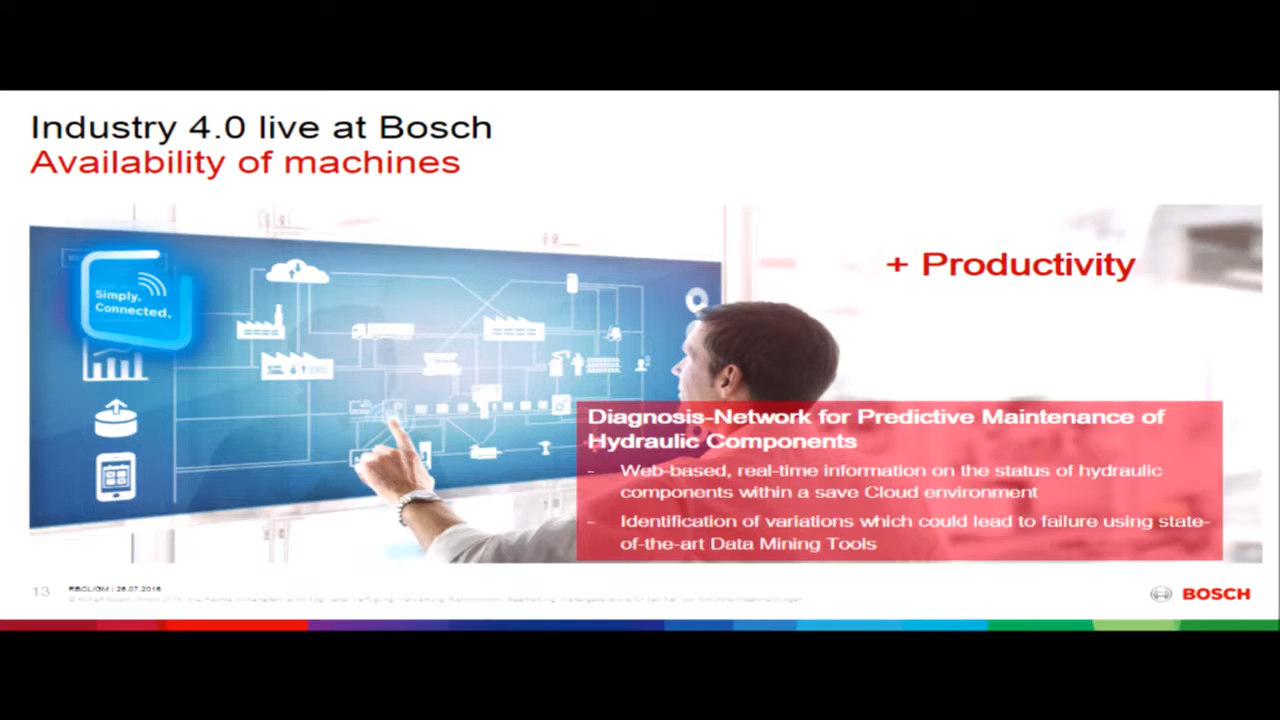 Industry 4.0 live at Bosch
Availability of machines
+ Productivity
Simply.
Connected.
Diagnosis-Network for Predictive Maintenance of
Hydraulic Components
- Web-based, real-time information on the status of hydraulic
components within a save Cloud environment
- Identification of variations which could lead to failure using state-
of-the-art Data Mining Tools
13
26.07.2016
BOSCH